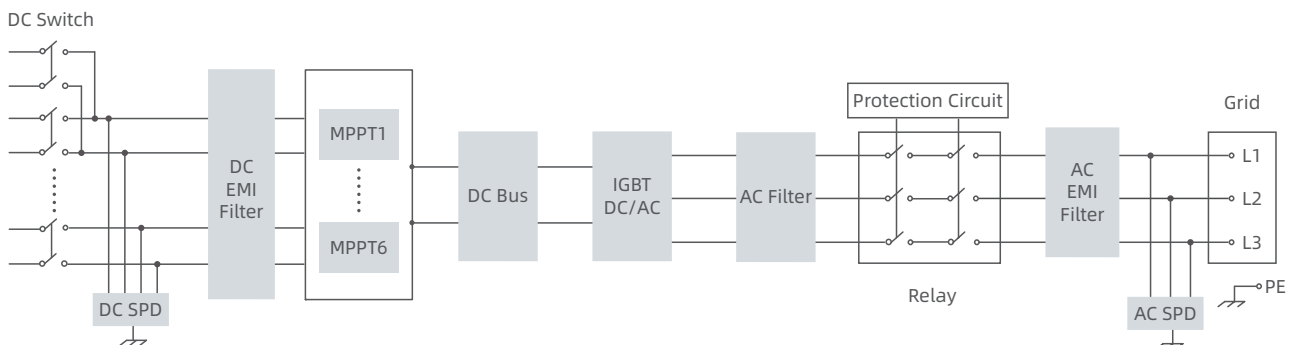 DC Switch
DC
EMI
Filter
MPPT1
MPPT6
DC SPD
DC Bus
IGBT
DC/AC
AC Filter
Protection Circuit
Relay
AC
EMI
Filter
Grid
L1
L2
L3
PE
AC SPD